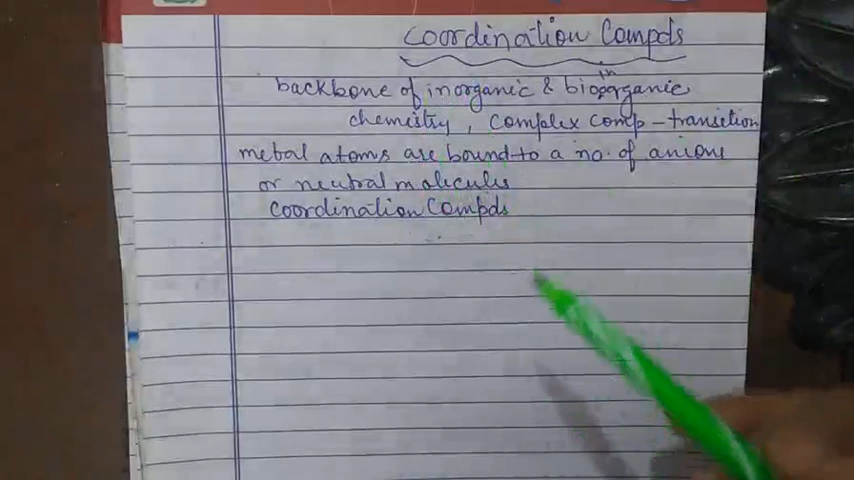 Coordination Compds
backbone of inorganic & bioinorganic
chemistry, Complex comp - transition
metal atoms are bound to a no. of anions
or neutral molecules
Coordination Compds